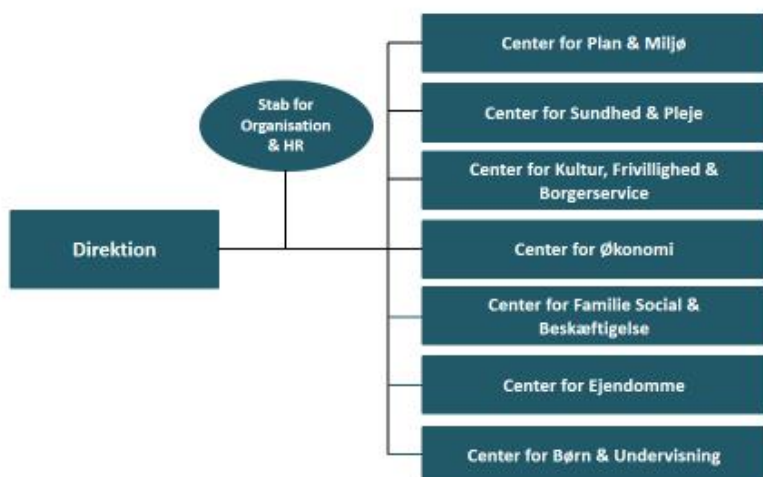 Direktion
Stab for
Organisation
& HR
Center for Plan & Miljø
Center for Sundhed & Pleje
Center for Kultur, Frivillighed &
Borgerservice
Center for Økonomi
Center for Familie Social &
Beskæftigelse
Center for Ejendomme
Center for Børn & Undervisning